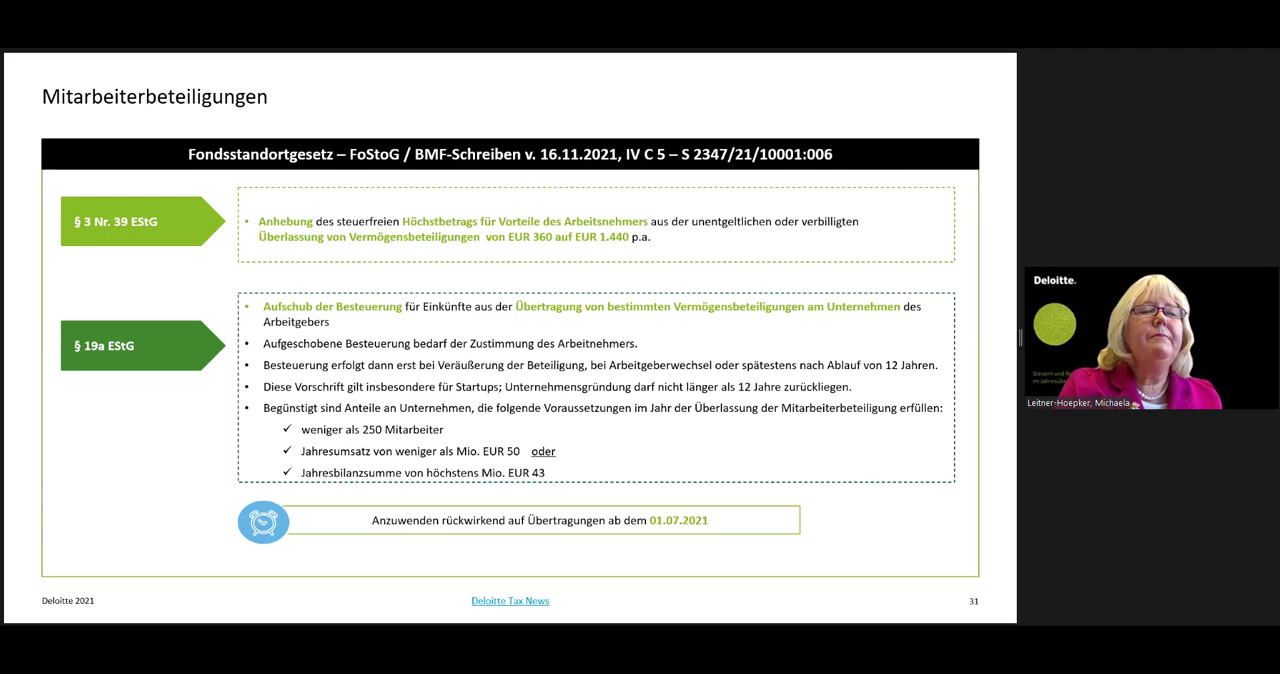 Mitarbeiterbeteiligungen
Fondsstandortgesetz – FoStoG / BMF-Schreiben v. 16.11.2021, IV C 5 – S 2347/21/10001:006
§ 3 Nr. 39 EStG
• Anhebung des steuerfreien Höchstbetrags für Vorteile des Arbeitsnehmers aus der unentgeltlichen oder verbilligten
Überlassung von Vermögensbeteiligungen von EUR 360 auf EUR 1.440 p.a.
§ 19a EStG
• Aufschub der Besteuerung für Einkünfte aus der Übertragung von bestimmten Vermögensbeteiligungen am Unternehmen des
Arbeitgebers
• Aufgeschobene Besteuerung bedarf der Zustimmung des Arbeitnehmers.
• Besteuerung erfolgt dann erst bei Veräußerung der Beteiligung, bei Arbeitgeberwechsel oder spätestens nach Ablauf von 12 Jahren.
• Diese Vorschrift gilt insbesondere für Startups; Unternehmensgründung darf nicht länger als 12 Jahre zurückliegen.
• Begünstigt sind Anteile an Unternehmen, die folgende Voraussetzungen im Jahr der Überlassung der Mitarbeiterbeteiligung erfüllen:
✓ weniger als 250 Mitarbeiter
✓ Jahresumsatz von weniger als Mio. EUR 50 oder
✓ Jahresbilanzsumme von höchstens Mio. EUR 43
Anzuwenden rückwirkend auf Übertragungen ab dem 01.07.2021
Deloitte 2021
Deloitte Tax News
31
Deloitte.
Steuern und
Leitner-Hoepker, Michaela